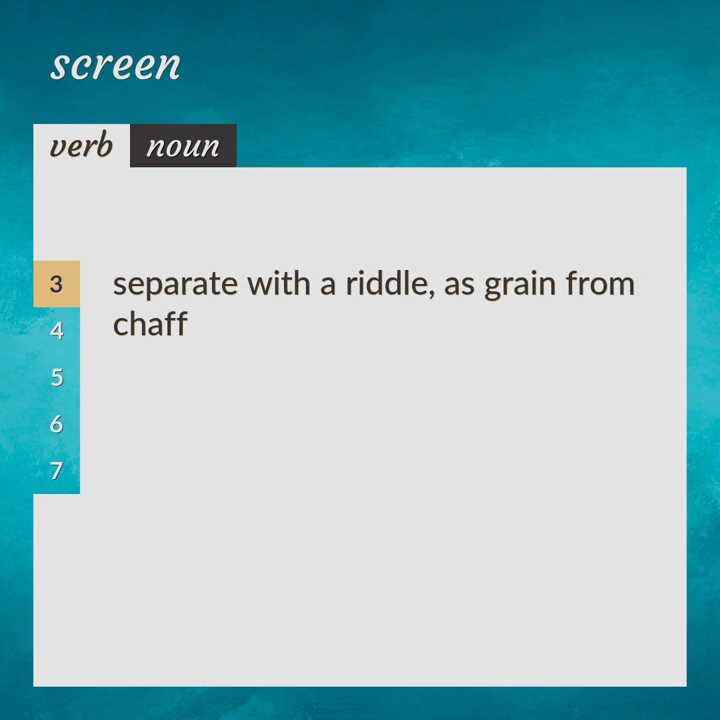 screen
verb noun
3 separate with a riddle, as grain from
chaff
4
5
6
7